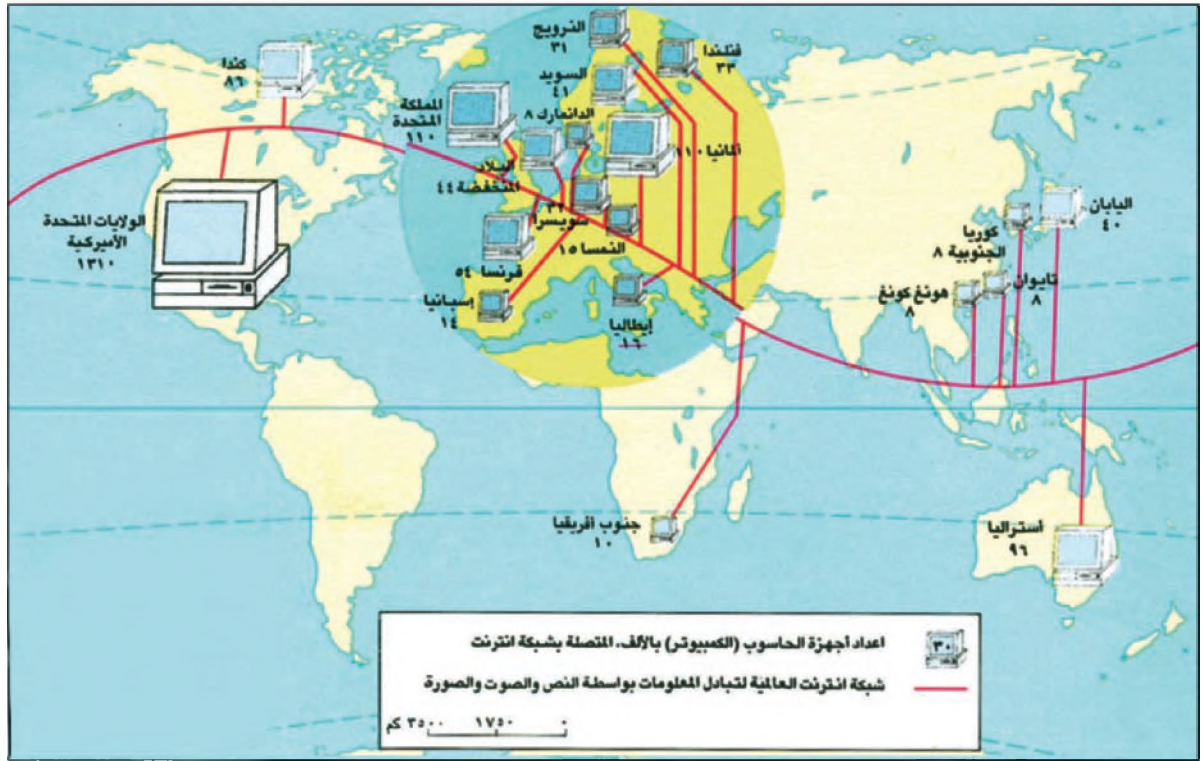 النرويج
٣١
فنلندا
٣٣
كندا
٨٦
السويد
٤١
المملكة
المتحدة
١١٠
الدانمارك ٨
ألمانيا ١١٠
البلاد
المنخفضة ٤٤
سويسرا
النمسا ١٥
فرنسا ٥٤
إسبانيا
١٤
إيطاليا
١٦
الولايات المتحدة
الأميركية
١٣١٠
اليابان
٤٠
كوريا
الجنوبية ٨
تايوان
٨
هونغ كونغ
٨
جنوب أفريقيا
١٠
أستراليا
٩٦
٣٠
اعداد أجهزة الحاسوب (الكمبيوتر) بالألف، المتصلة بشبكة انترنت
شبكة انترنت العالمية لتبادل المعلومات بواسطة النص والصوت والصورة
٠ ١٧٥٠ ٣٥٠٠ كم